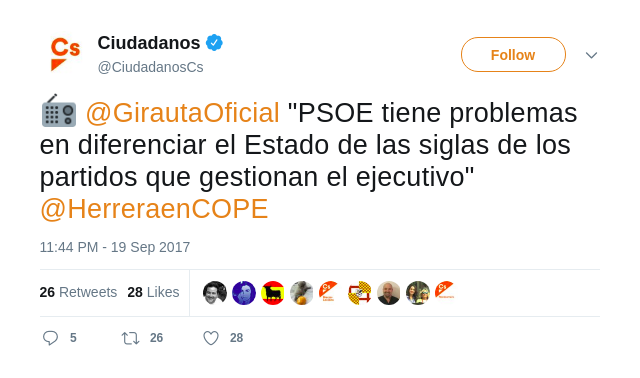 Cs
Ciudadanos
@CiudadanosCs
Follow
@GirautaOficial "PSOE tiene problemas
en diferenciar el Estado de las siglas de los
partidos que gestionan el ejecutivo"
@HerreraenCOPE
11:44 PM - 19 Sep 2017
26 Retweets 28 Likes
5 26 28